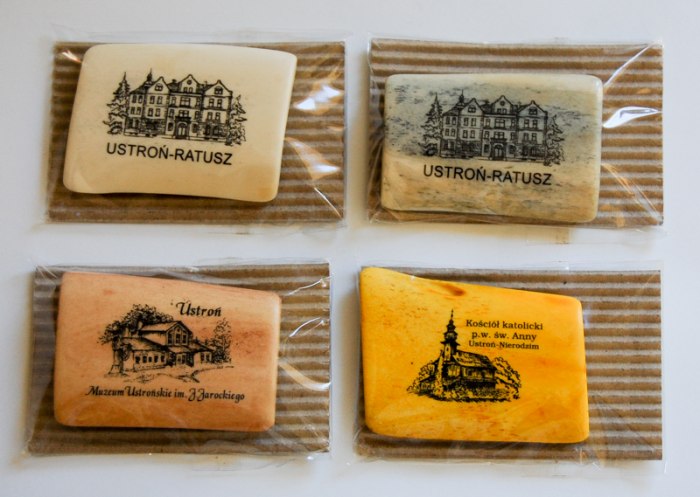 USTROŃ-RATUSZ
USTROŃ-RATUSZ
Ustroń
Muzeum Ustrońskie im. J.Jarockiego
Kościół katolicki
p.w. św. Anny
Ustroń-Nierodzim